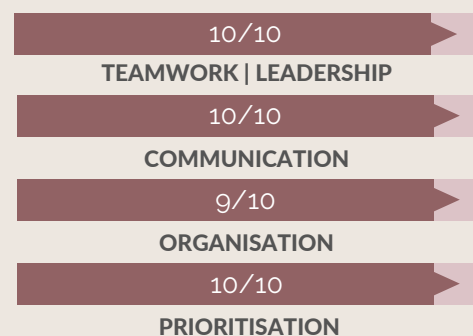 10/10
TEAMWORK | LEADERSHIP
10/10
COMMUNICATION
9/10
ORGANISATION
10/10
PRIORITISATION